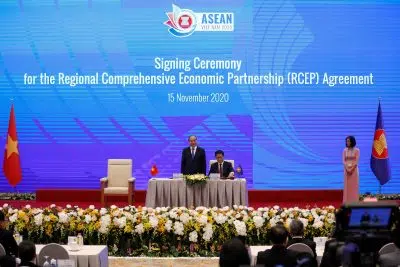 ASEAN
VIET NAM 2020
Signing Ceremony
for the Regional Comprehensive Economic Partnership (RCEP) Agreement
15 November 2020